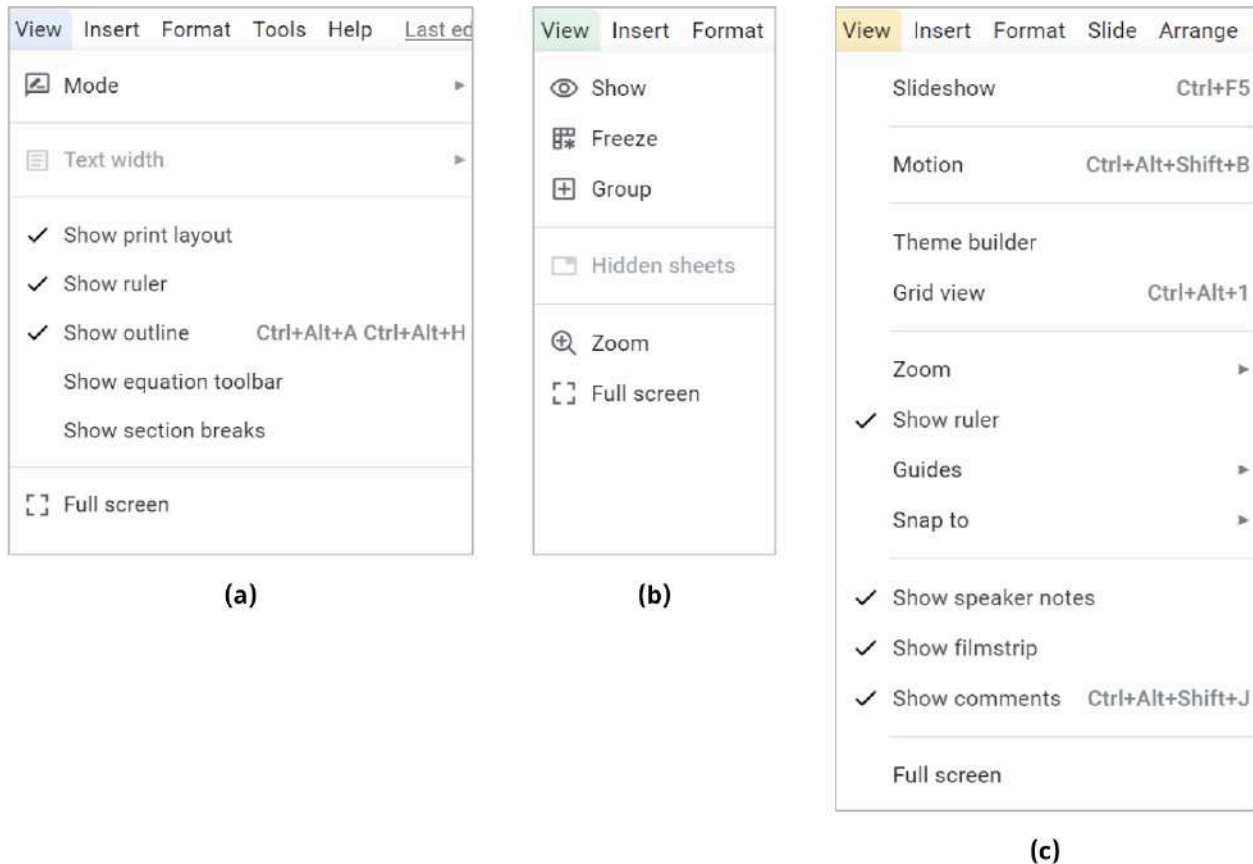 View Insert Format Tools Help Last ed
Mode
Text width
Show print layout
Show ruler
Show outline Ctrl+Alt+A Ctrl+Alt+H
Show equation toolbar
Show section breaks
Full screen
(a)
View Insert Format
Show
Freeze
Group
Hidden sheets
Zoom
Full screen
(b)
View Insert Format Slide Arrange
Slideshow Ctrl+F5
Motion Ctrl+Alt+Shift+B
Theme builder
Grid view Ctrl+Alt+1
Zoom
Show ruler
Guides
Snap to
Show speaker notes
Show filmstrip
Show comments Ctrl+Alt+Shift+J
Full screen
(c)